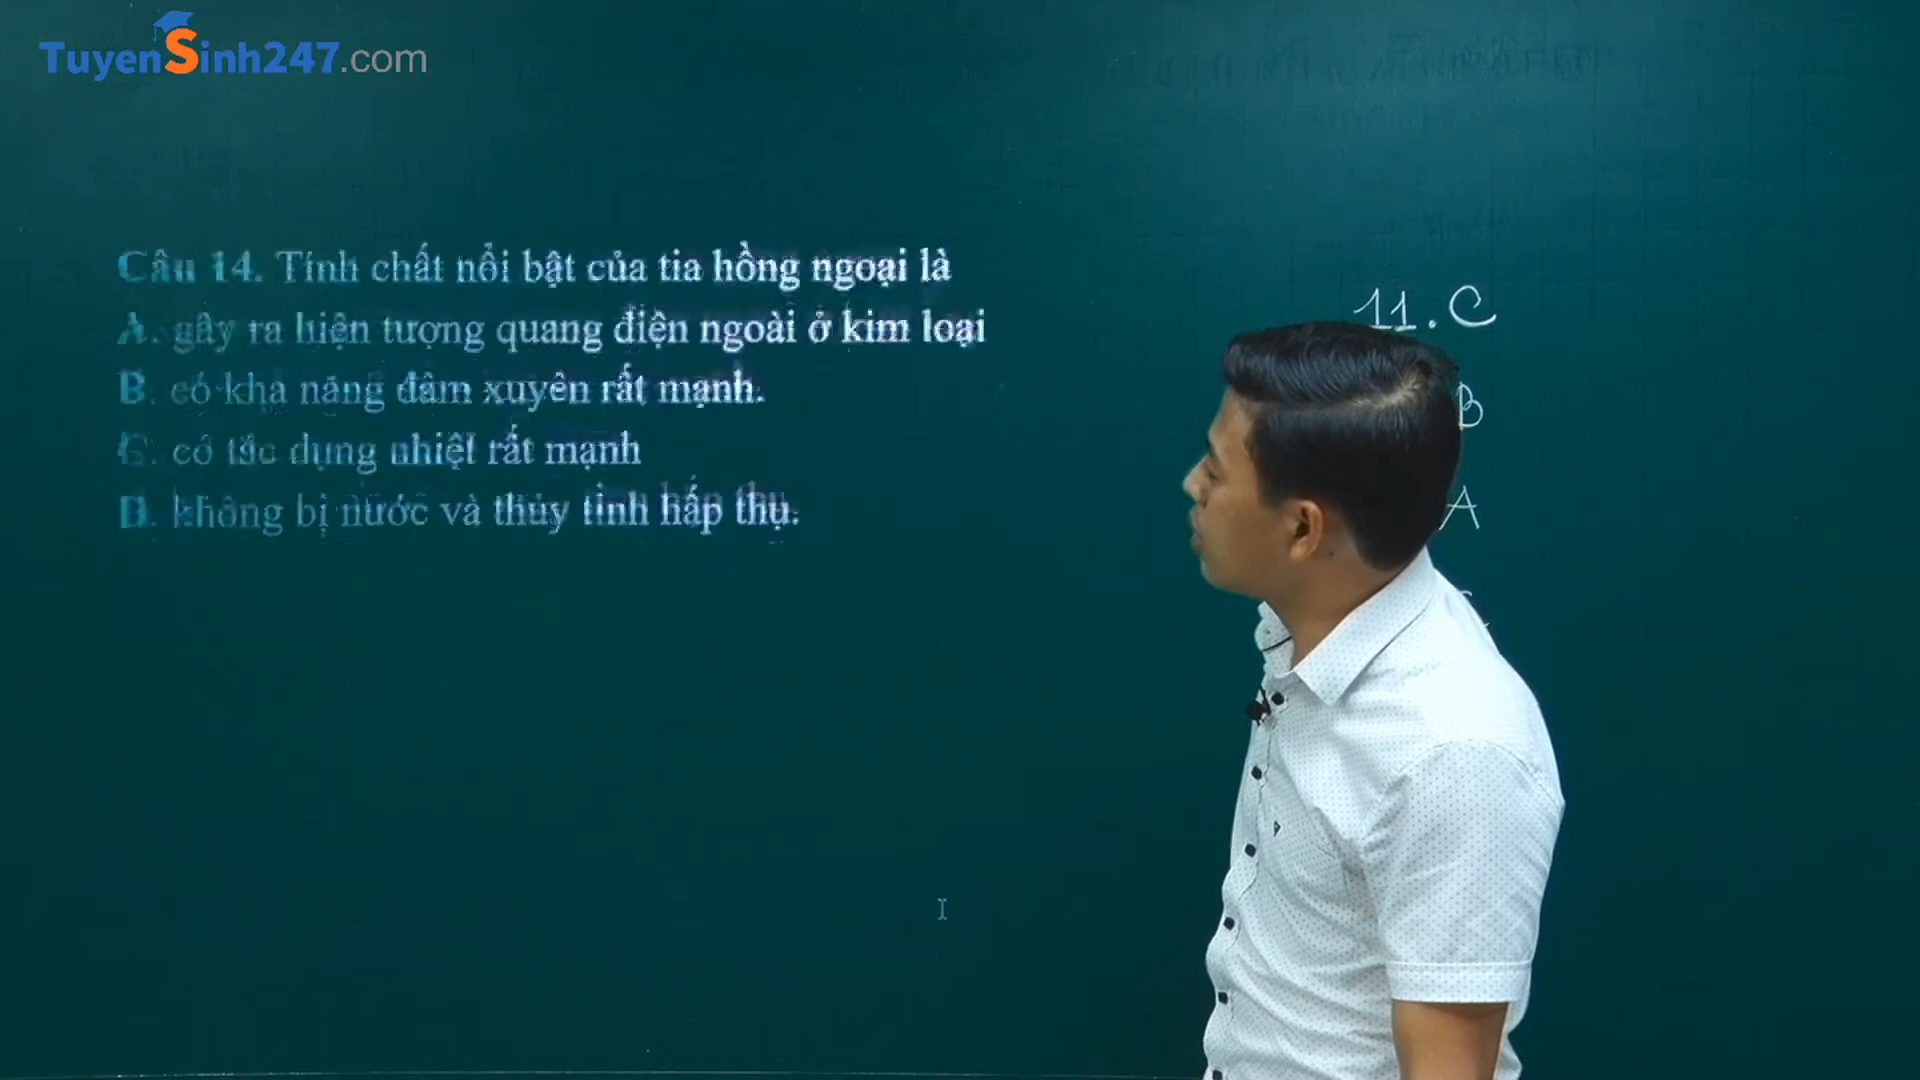 TuyenSinh247.com
Câu 14. Tính chất nổi bật của tia hồng ngoại là
A. gây ra hiện tượng quang điện ngoài ở kim loại
B. có khả năng đâm xuyên rất mạnh.
C. có tác dụng nhiệt rất mạnh
D. không bị nước và thủy tinh hấp thụ.
11. C
B
A